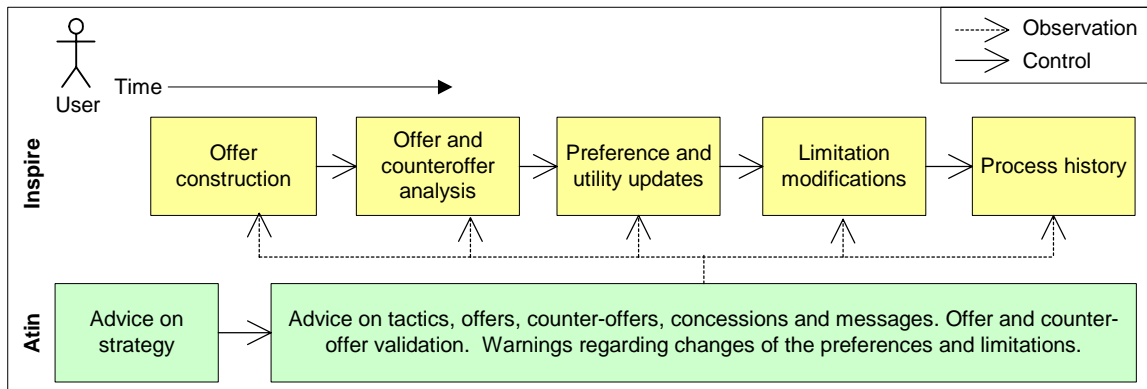 Observation
Control
User
Time
Inspire
Offer
construction
Offer and
counteroffer
analysis
Preference and
utility updates
Limitation
modifications
Process history
Atin
Advice on
strategy
Advice on tactics, offers, counter-offers, concessions and messages. Offer and counter-
offer validation.  Warnings regarding changes of the preferences and limitations.